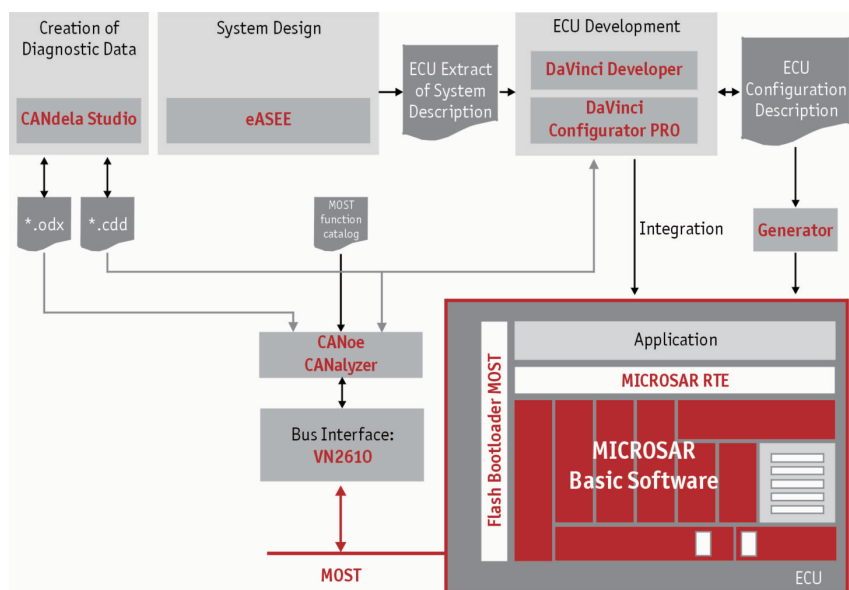 Creation of
Diagnostic Data
CANdela Studio
System Design
eASEE
ECU Extract
of System
Description
ECU Development
DaVinci Developer
DaVinci
Configurator PRO
ECU
Configuration
Description
*.odx
*.cdd
MOST
function
catalog
Integration
Generator
CANoe
CANalyzer
Bus Interface:
VN2610
MOST
Flash Bootloader MOST
Application
MICROSAR RTE
MICROSAR
Basic Software
ECU